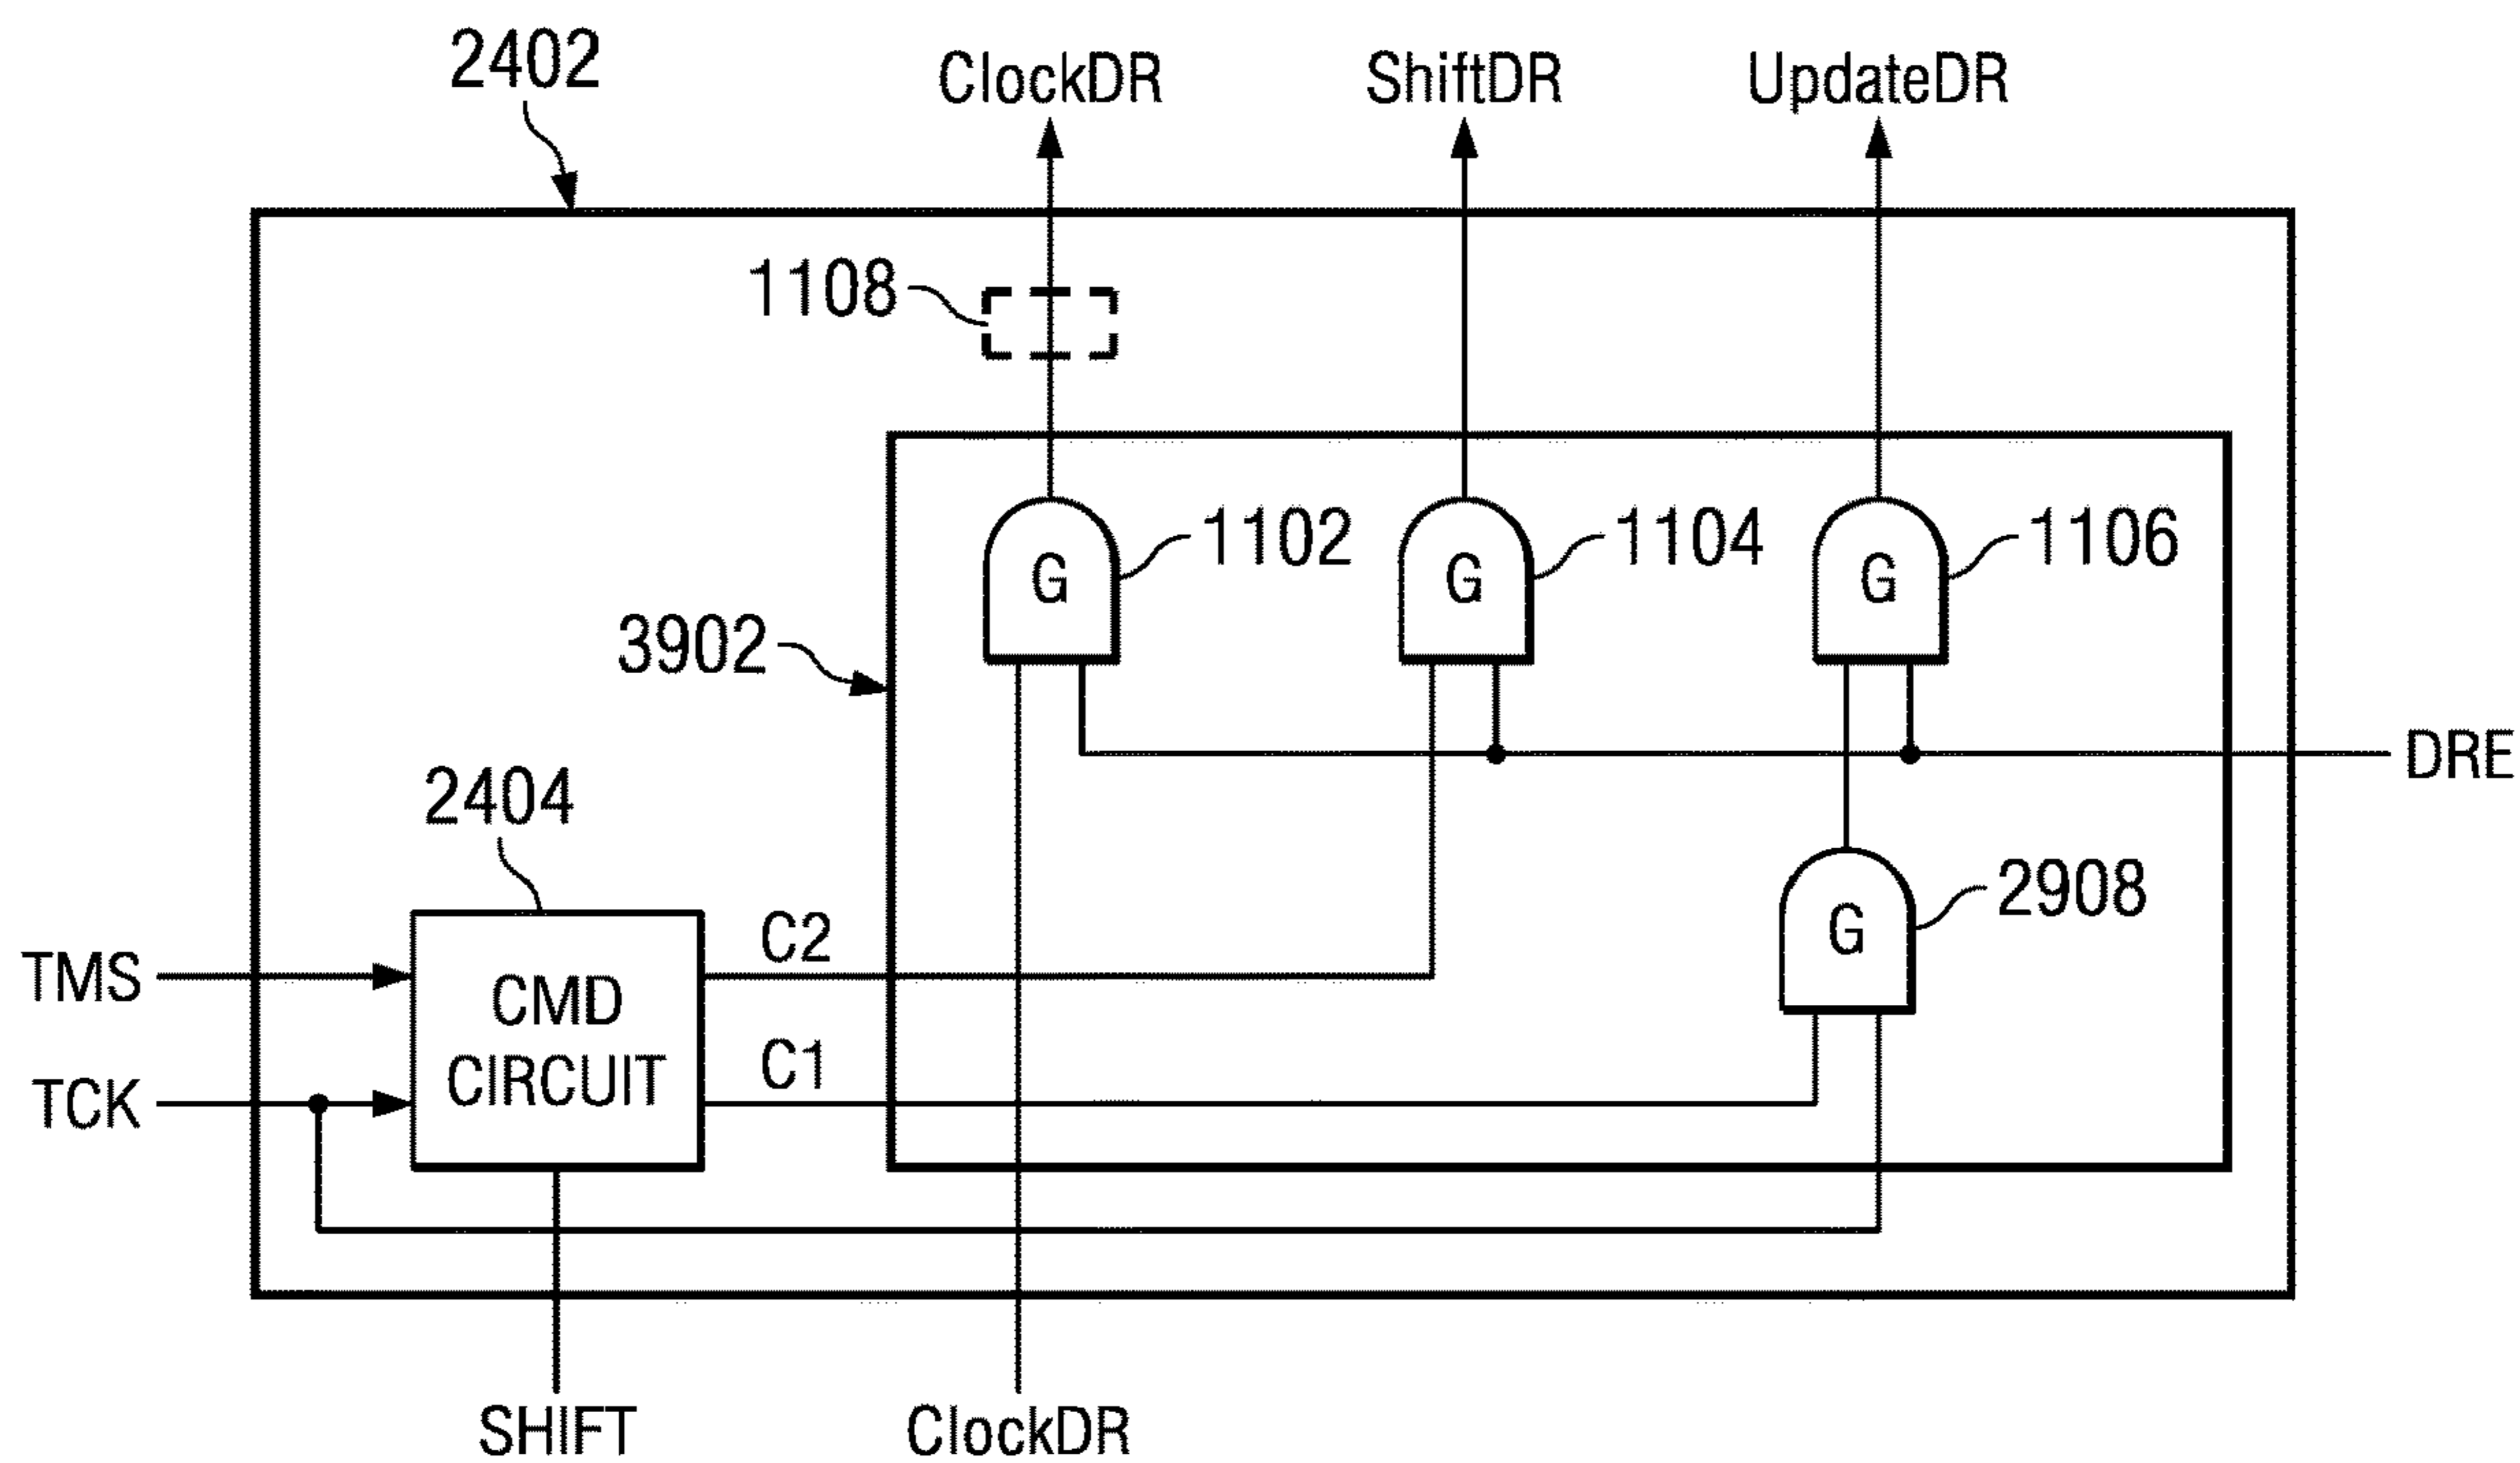 2402
ClockDR
ShiftDR
UpdateDR
1108
G
1102
G
1104
G
1106
3902
DRE
2404
G
2908
TMS
C2
CMD
CIRCUIT
TCK
C1
SHIFT
ClockDR